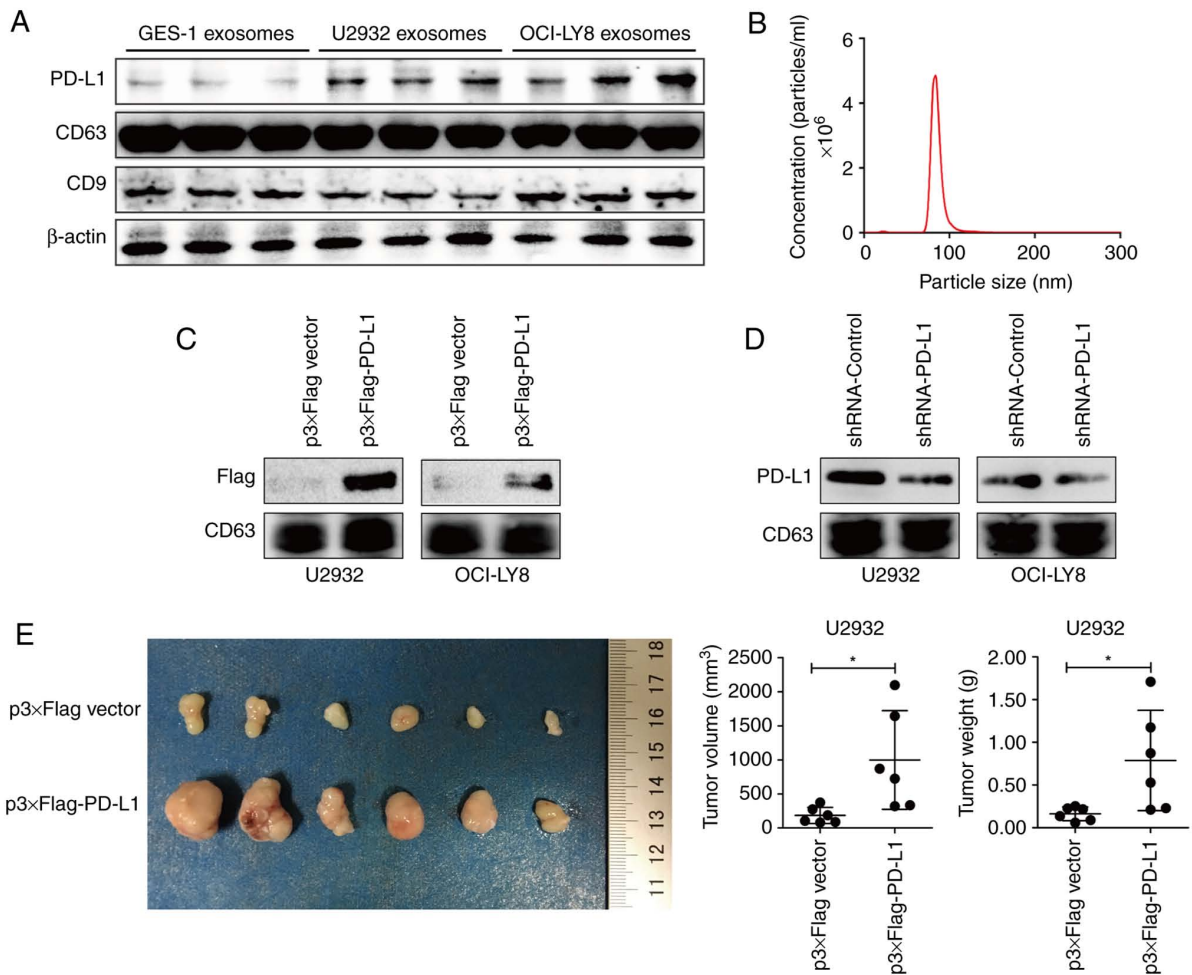 A
GES-1 exosomes U2932 exosomes OCI-LY8 exosomes
PD-L1
CD63
CD9
β-actin
B
Concentration (particles/ml)
×10⁶
6
4
2
0
0 100 200 300
Particle size (nm)
C
p3×Flag vector
p3×Flag-PD-L1
p3×Flag vector
p3×Flag-PD-L1
Flag
CD63
U2932 OCI-LY8
D
shRNA-Control
shRNA-PD-L1
shRNA-Control
shRNA-PD-L1
PD-L1
CD63
U2932 OCI-LY8
E
p3×Flag vector
p3×Flag-PD-L1
18
17
16
15
14
13
12
11
U2932
Tumor volume (mm³)
2500
2000
1500
1000
500
0
*
p3×Flag vector
p3×Flag-PD-L1
U2932
Tumor weight (g)
2.00
1.50
1.00
0.50
0.00
*
p3×Flag vector
p3×Flag-PD-L1